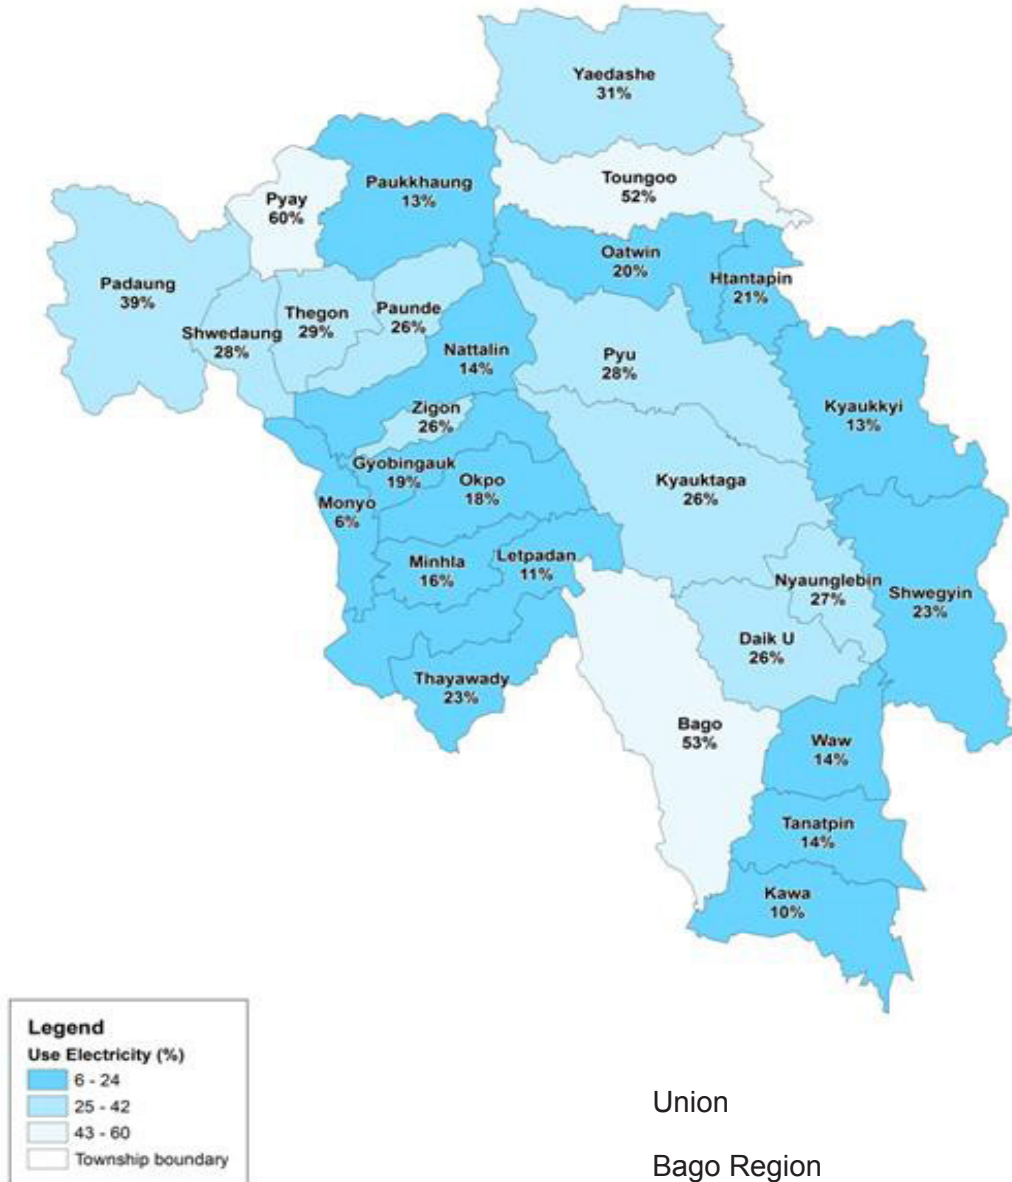 Yaedashe
31%
Toungoo
52%
Paukkhaung
13%
Pyay
60%
Oatwin
20%
Htantapin
21%
Padaung
39%
Thegon
29%
Paunde
26%
Shwedaung
28%
Nattalin
14%
Pyu
28%
Kyaukkyi
13%
Zigon
26%
Gyobingauk
19%
Okpo
18%
Kyauktaga
26%
Monyo
6%
Minhla
16%
Letpadan
11%
Nyaunglebin
27%
Shwegyin
23%
Daik U
26%
Thayawady
23%
Bago
53%
Waw
14%
Tanatpin
14%
Kawa
10%
Legend
Use Electricity (%)
6 - 24
25 - 42
43 - 60
Township boundary
Union
Bago Region